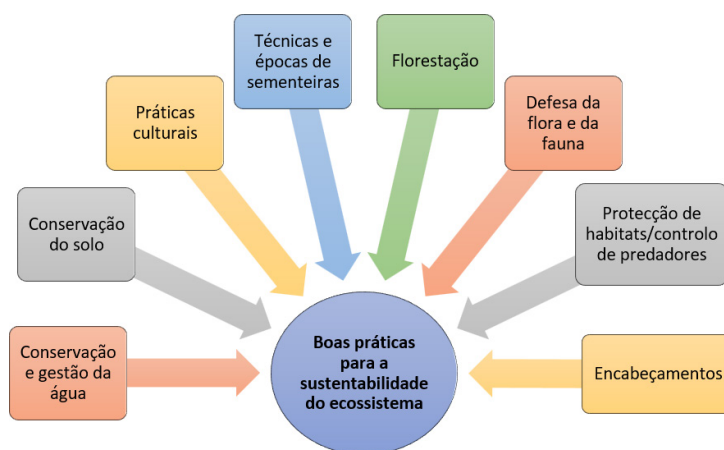 Técnicas e
épocas de
sementeiras
Florestação
Práticas
culturais
Defesa da
flora e da
fauna
Conservação
do solo
Protecção de
habitats/controlo
de predadores
Conservação
e gestão da
água
Boas práticas
para a
sustentabilidade
do ecossistema
Encabeçamentos